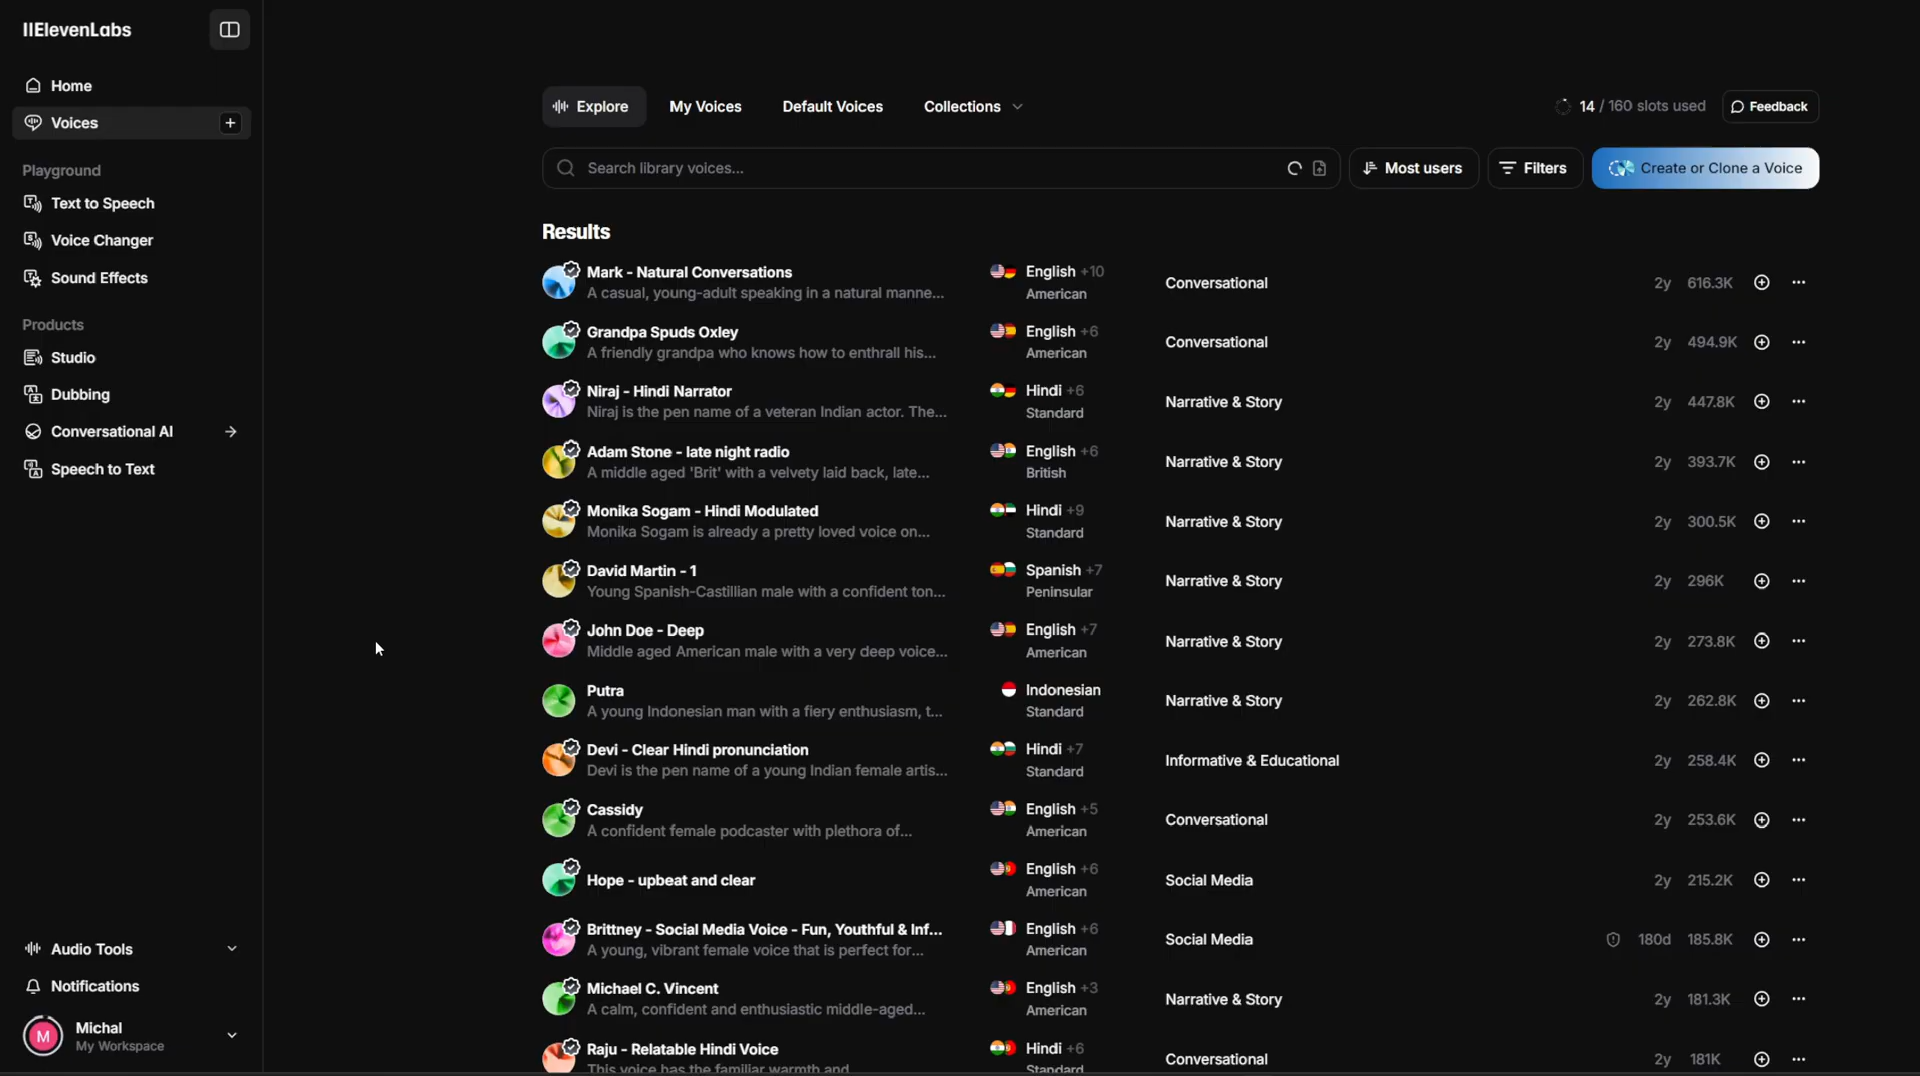 IIElevenLabs
Home
Voices
Playground
Text to Speech
Voice Changer
Sound Effects
Products
Studio
Dubbing
Conversational AI
Speech to Text
Audio Tools
Notifications
M
Michal
My Workspace
Explore My Voices Default Voices Collections 14 / 160 slots used Feedback
Search library voices... Most users Filters Create or Clone a Voice
Results
Mark - Natural Conversations English +10 Conversational 2y 616.3K
A casual, young-adult speaking in a natural manne... American
Grandpa Spuds Oxley English +6 Conversational 2y 494.9K
A friendly grandpa who knows how to enthrall his... American
Niraj - Hindi Narrator Hindi +6 Narrative & Story 2y 447.8K
Niraj is the pen name of a veteran Indian actor. The... Standard
Adam Stone - late night radio English +6 Narrative & Story 2y 393.7K
A middle aged 'Brit' with a velvety laid back, late... British
Monika Sogam - Hindi Modulated Hindi +9 Narrative & Story 2y 300.5K
Monika Sogam is already a pretty loved voice on... Standard
David Martin - 1 Spanish +7 Narrative & Story 2y 296K
Young Spanish-Castillian male with a confident ton... Peninsular
John Doe - Deep English +7 Narrative & Story 2y 273.8K
Middle aged American male with a very deep voice... American
Putra Indonesian Narrative & Story 2y 262.8K
A young Indonesian man with a fiery enthusiasm, t... Standard
Devi - Clear Hindi pronunciation Hindi +7 Informative & Educational 2y 258.4K
Devi is the pen name of a young Indian female artis... Standard
Cassidy English +5 Conversational 2y 253.6K
A confident female podcaster with plethora of... American
Hope - upbeat and clear English +6 Social Media 2y 215.2K
American
Brittney - Social Media Voice - Fun, Youthful & Inf... English +6 Social Media 180d 185.8K
A young, vibrant female voice that is perfect for... American
Michael C. Vincent English +3 Narrative & Story 2y 181.3K
A calm, confident and enthusiastic middle-aged... American
Raju - Relatable Hindi Voice Hindi +6 Conversational 2y 181K
This voice has the familiar warmth and Standard